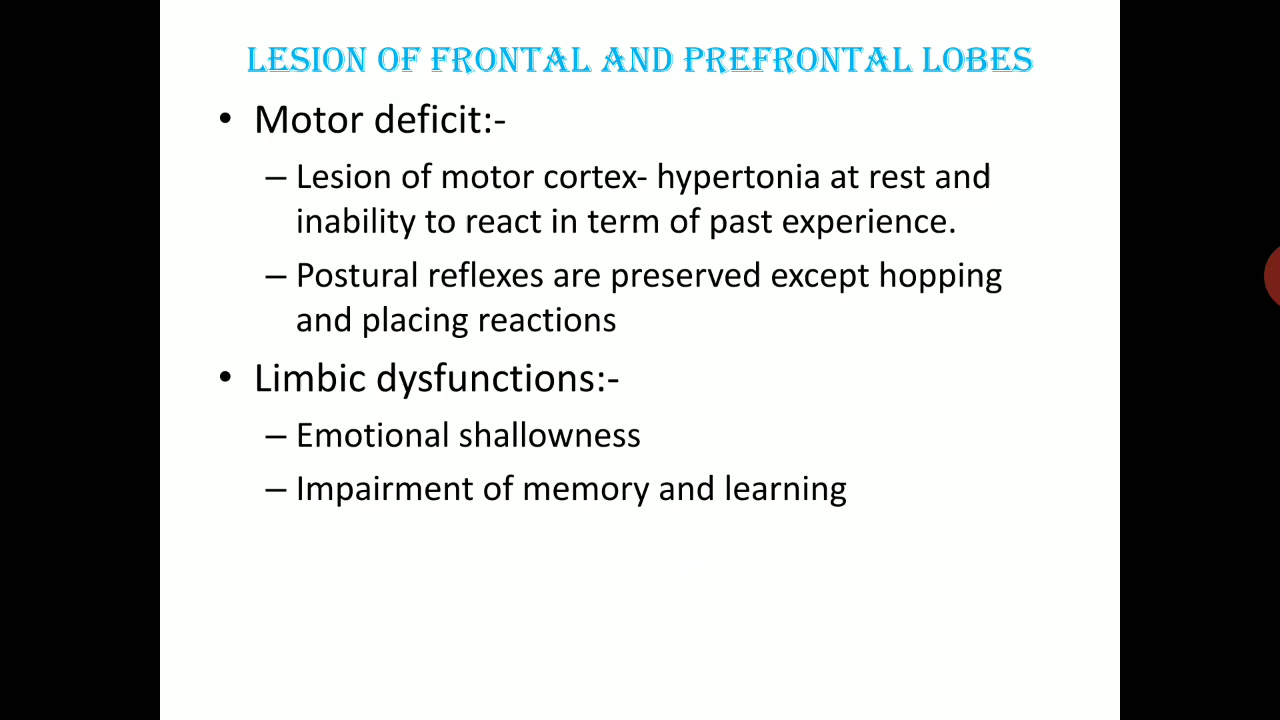 LESION OF FRONTAL AND PREFRONTAL LOBES
• Motor deficit:-
– Lesion of motor cortex- hypertonia at rest and
inability to react in term of past experience.
– Postural reflexes are preserved except hopping
and placing reactions
• Limbic dysfunctions:-
– Emotional shallowness
– Impairment of memory and learning